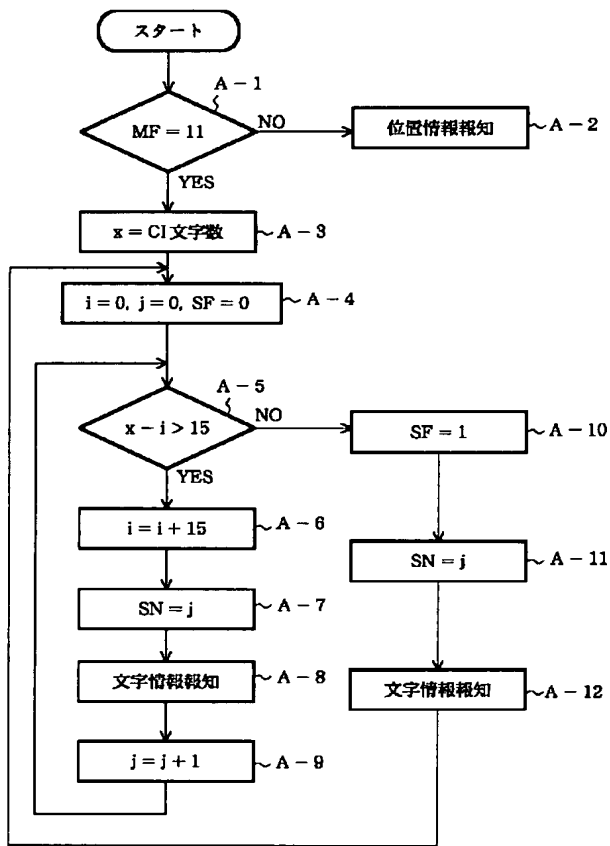 スタート
A-1
MF=11
NO
位置情報報知
A-2
YES
x=CI文字数
A-3
i=0, j=0, SF=0
A-4
A-5
x-i>15
NO
SF=1
A-10
YES
i=i+15
A-6
SN=j
A-11
SN=j
A-7
文字情報報知
A-8
文字情報報知
A-12
j=j+1
A-9